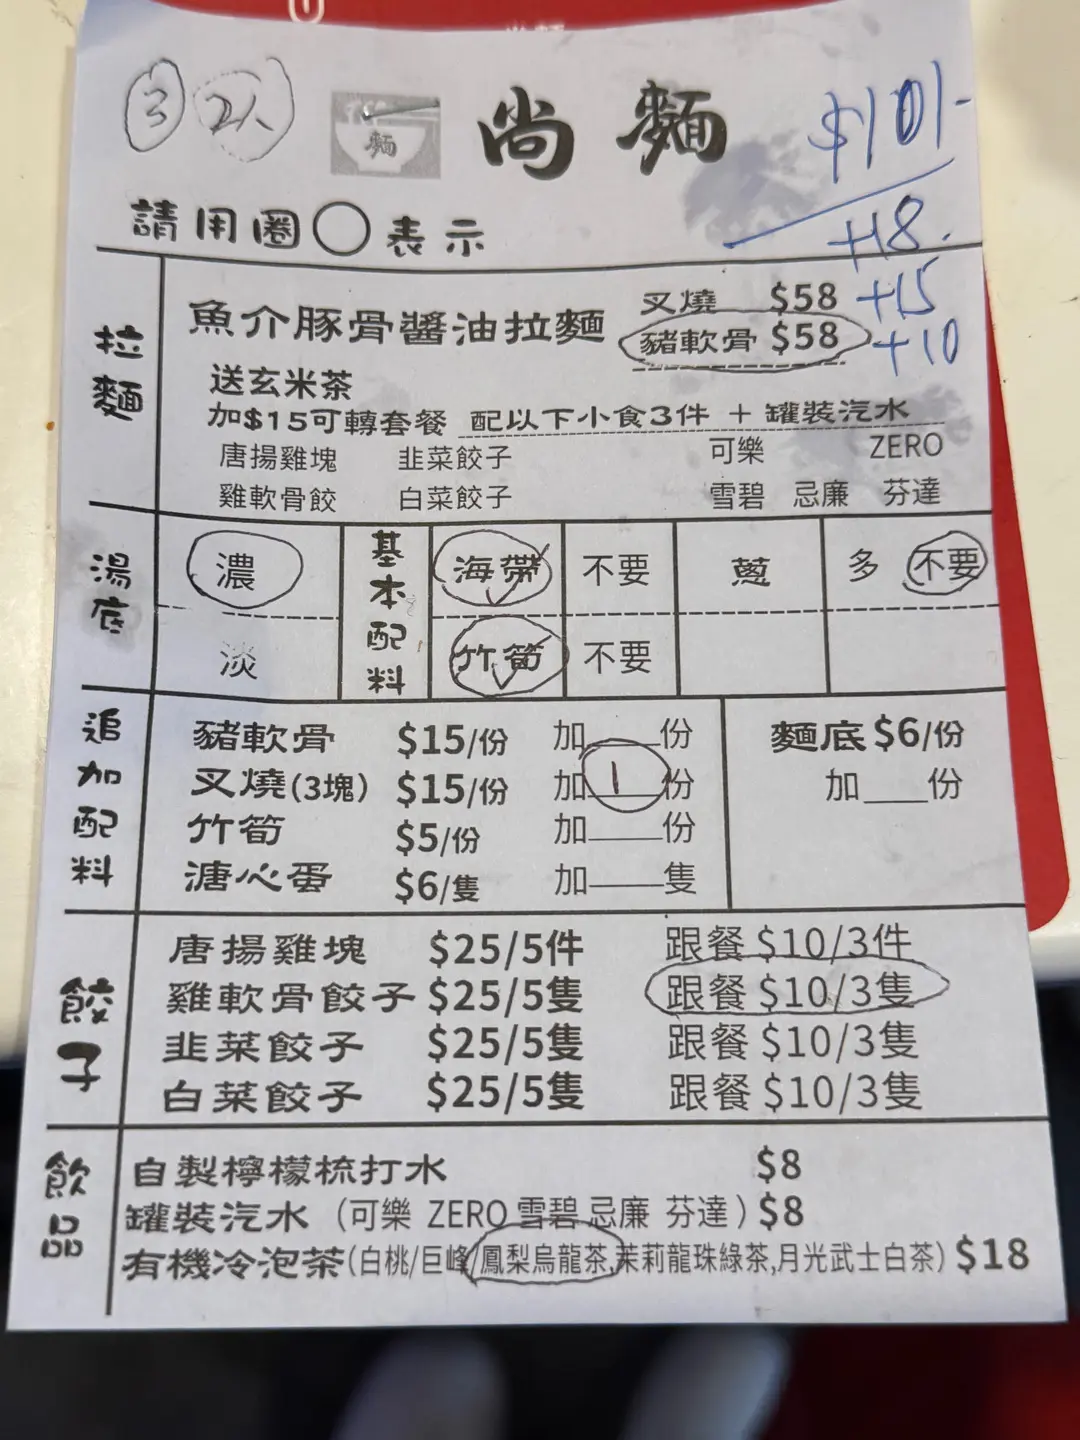 3 2人
麵
尚麵
$101-
請用圈〇表示
+18.
魚介豚骨醬油拉麵
叉燒 $58 +15
豬軟骨 $58 +10
拉麵
送玄米茶
加$15可轉套餐 配以下小食3件 + 罐裝汽水
唐揚雞塊 韭菜餃子 可樂 ZERO
雞軟骨餃 白菜餃子 雪碧 忌廉 芬達
湯底
濃 基本配料 海帶 不要 蔥 多 不要
淡 竹筍 不要
追加配料
豬軟骨 $15/份 加___份 麵底 $6/份
叉燒(3塊) $15/份 加 1 份 加___份
竹筍 $5/份 加___份
溏心蛋 $6/隻 加___隻
餃子
唐揚雞塊 $25/5件 跟餐 $10/3件
雞軟骨餃子 $25/5隻 跟餐 $10/3隻
韭菜餃子 $25/5隻 跟餐 $10/3隻
白菜餃子 $25/5隻 跟餐 $10/3隻
飲品
自製檸檬梳打水 $8
罐裝汽水 (可樂 ZERO 雪碧 忌廉 芬達) $8
有機冷泡茶(白桃/巨峰/鳳梨烏龍茶,茉莉龍珠綠茶,月光武士白茶) $18